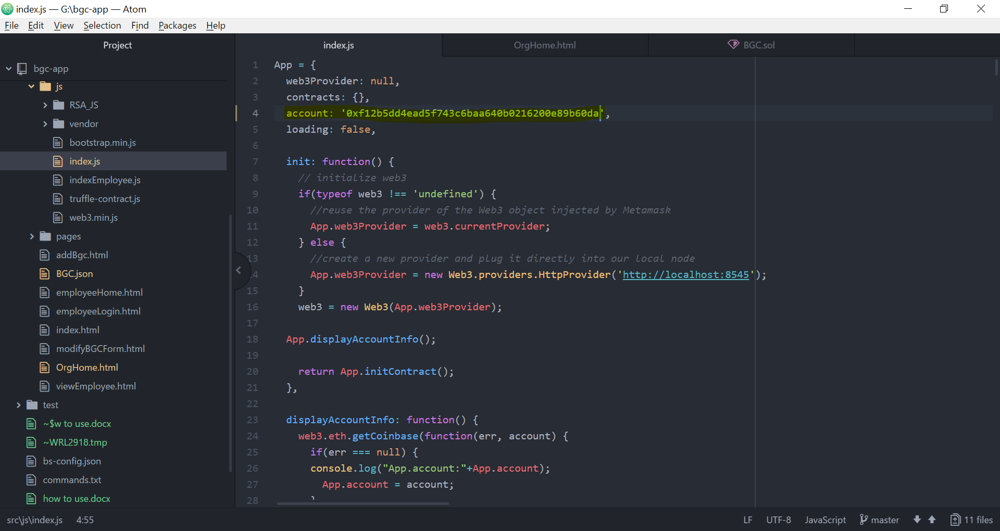 index.js — G:\bgc-app — Atom
File Edit View Selection Find Packages Help
Project
bgc-app
js
RSA_JS
vendor
bootstrap.min.js
index.js
indexEmployee.js
truffle-contract.js
web3.min.js
pages
addBgc.html
BGC.json
employeeHome.html
employeeLogin.html
index.html
modifyBGCForm.html
OrgHome.html
viewEmployee.html
test
~$w to use.docx
~WRL2918.tmp
bs-config.json
commands.txt
how to use.docx
index.js OrgHome.html BGC.sol
1 App = {
2 web3Provider: null,
3 contracts: {},
4 account: '0xf12b5dd4ead5f743c6baa640b0216200e89b60da',
5 loading: false,
6
7 init: function() {
8 // initialize web3
9 if(typeof web3 !== 'undefined') {
10 //reuse the provider of the Web3 object injected by Metamask
11 App.web3Provider = web3.currentProvider;
12 } else {
13 //create a new provider and plug it directly into our local node
14 App.web3Provider = new Web3.providers.HttpProvider('http://localhost:8545');
15 }
16 web3 = new Web3(App.web3Provider);
17
18 App.displayAccountInfo();
19
20 return App.initContract();
21 },
22
23 displayAccountInfo: function() {
24 web3.eth.getCoinbase(function(err, account) {
25 if(err === null) {
26 console.log("App.account:"+App.account);
27 App.account = account;
28 }
src\js\index.js 4:55 LF UTF-8 JavaScript master 11 files